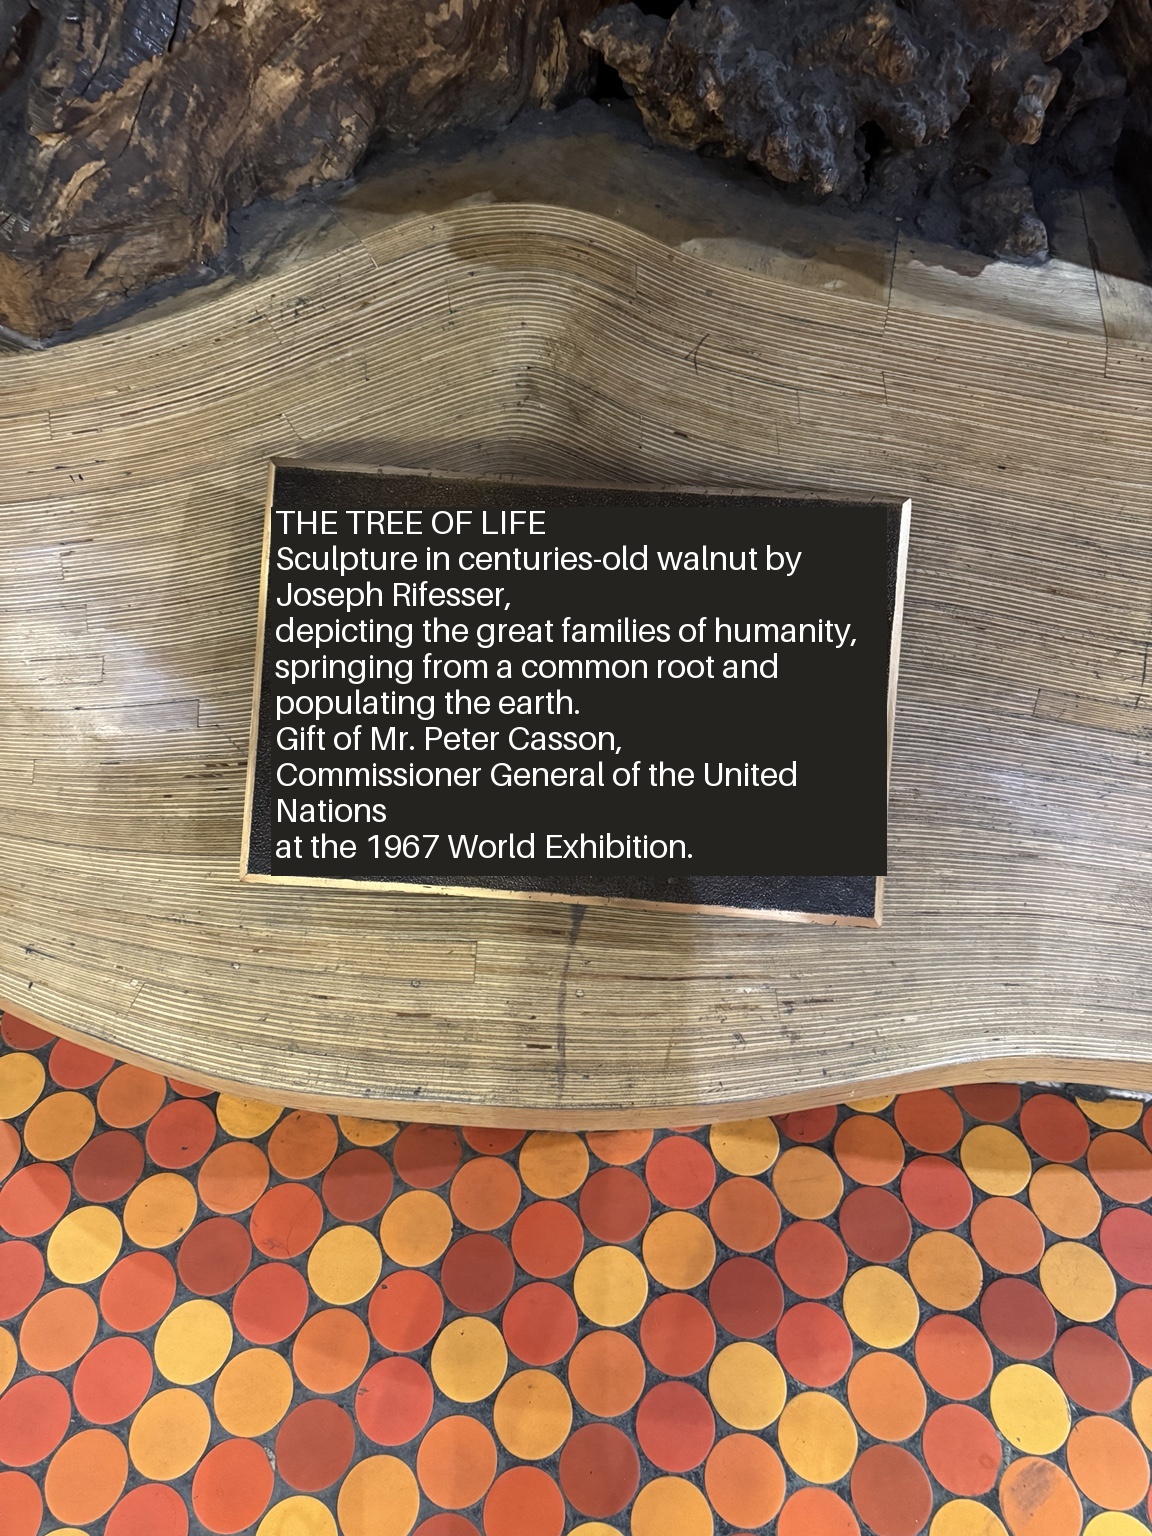 THE TREE OF LIFE
Sculpture in centuries-old walnut by
Joseph Rifesser,
depicting the great families of humanity,
springing from a common root and
populating the earth.
Gift of Mr. Peter Casson,
Commissioner General of the United
Nations
at the 1967 World Exhibition.